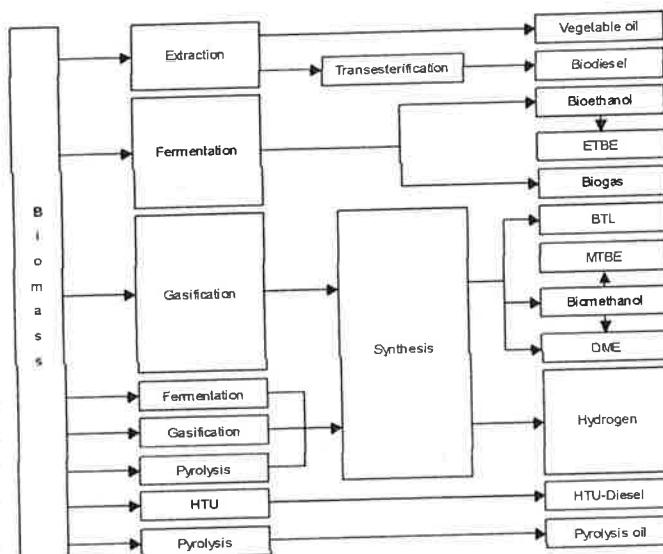 Biomass
Extraction
Transesterification
Vegetable oil
Biodiesel
Fermentation
Bioethanol
ETBE
Biogas
Gasification
Synthesis
BTL
MTBE
Biomethanol
DME
Fermentation
Gasification
Pyrolysis
Hydrogen
HTU
HTU-Diesel
Pyrolysis
Pyrolysis oil